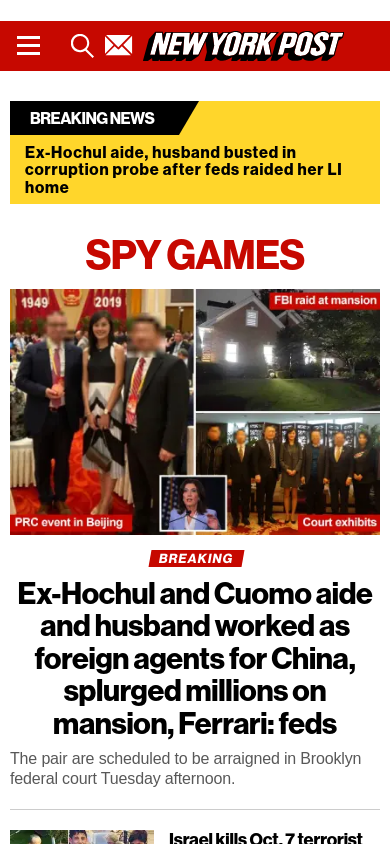 NEW YORK POST
BREAKING NEWS
Ex-Hochul aide, husband busted in
corruption probe after feds raided her LI
home
SPY GAMES
1949 2019
FBI raid at mansion
PRC event in Beijing
Court exhibits
BREAKING
Ex-Hochul and Cuomo aide
and husband worked as
foreign agents for China,
splurged millions on
mansion, Ferrari: feds
The pair are scheduled to be arraigned in Brooklyn
federal court Tuesday afternoon.
Israel kills Oct. 7 terrorist